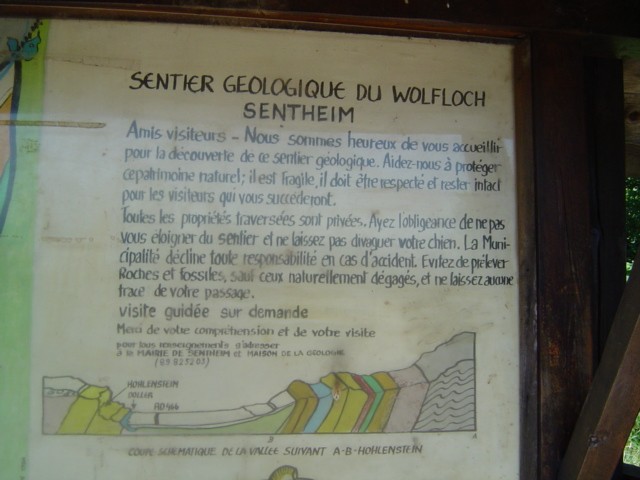 SENTIER GEOLOGIQUE DU WOLFLOCH
SENTHEIM
Amis visiteurs - Nous sommes heureux de vous accueillir
pour la découverte de ce sentier géologique. Aidez-nous à protéger
ce patrimoine naturel; il est fragile, il doit être respecté et rester intact
pour les visiteurs qui vous succéderont.
Toutes les propriétés traversées sont privées. Ayez l'obligeance de ne pas
vous éloigner du sentier et ne laissez pas divaguer votre chien. La Muni-
cipalité décline toute responsabilité en cas d'accident. Evitez de prélever
Roches et fossiles, sauf ceux naturellement dégagés, et ne laissez aucune
trace de votre passage.
visite guidée sur demande
Merci de votre compréhension et de votre visite
pour tous renseignements s'adresser
à la MAIRIE DE SENTHEIM et MAISON DE LA GEOLOGIE
HOHLENSTEIN
DOLLER
RD 466
B
A
COUPE SCHEMATIQUE DE LA VALLEE SUIVANT A-B-HOHLENSTEIN